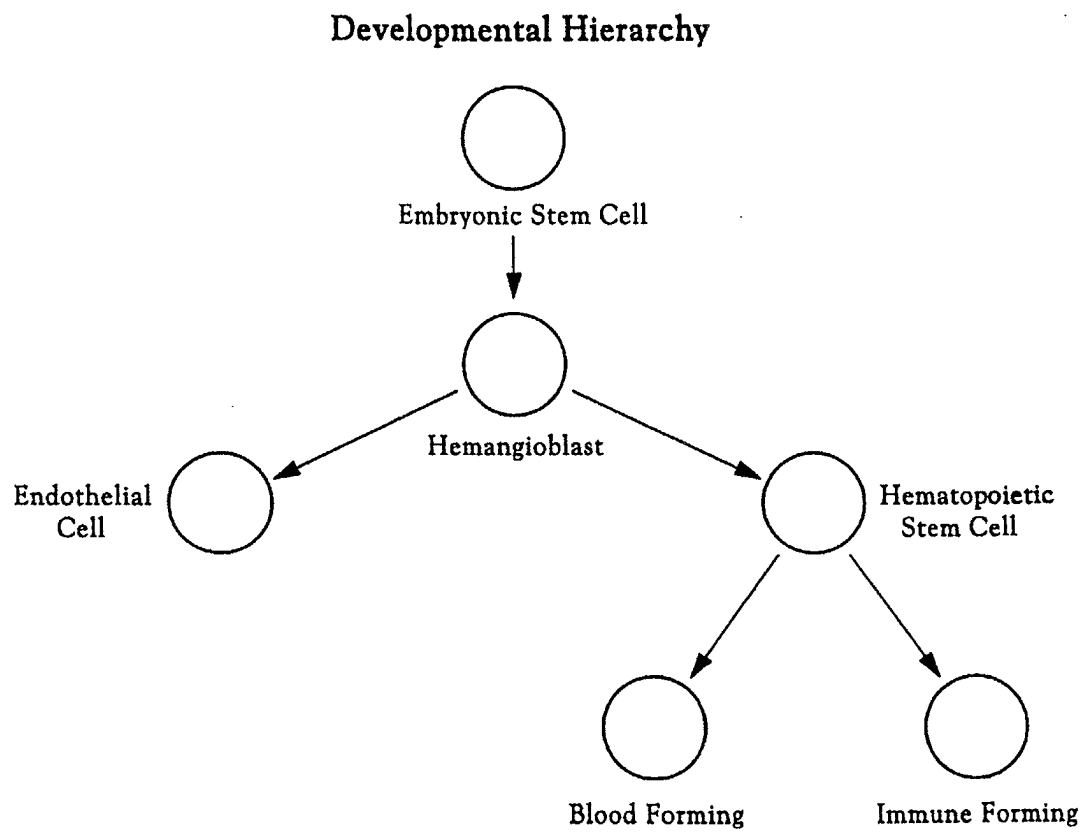 Developmental Hierarchy
Embryonic Stem Cell
Hemangioblast
Endothelial
Cell
Hematopoietic
Stem Cell
Blood Forming
Immune Forming